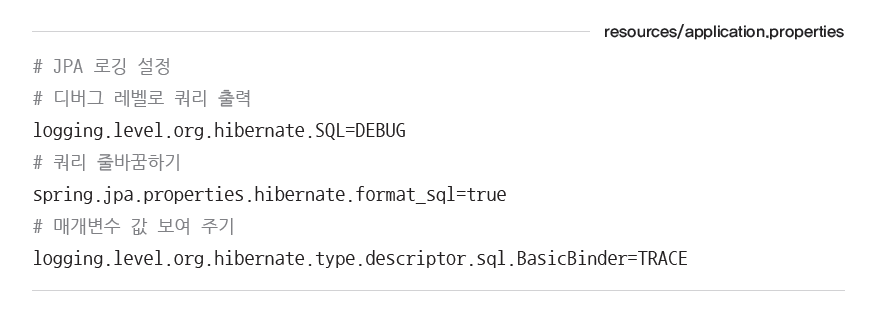 resources/application.properties
# JPA 로깅 설정
# 디버그 레벨로 쿼리 출력
logging.level.org.hibernate.SQL=DEBUG
# 쿼리 줄바꿈하기
spring.jpa.properties.hibernate.format_sql=true
# 매개변수 값 보여 주기
logging.level.org.hibernate.type.descriptor.sql.BasicBinder=TRACE